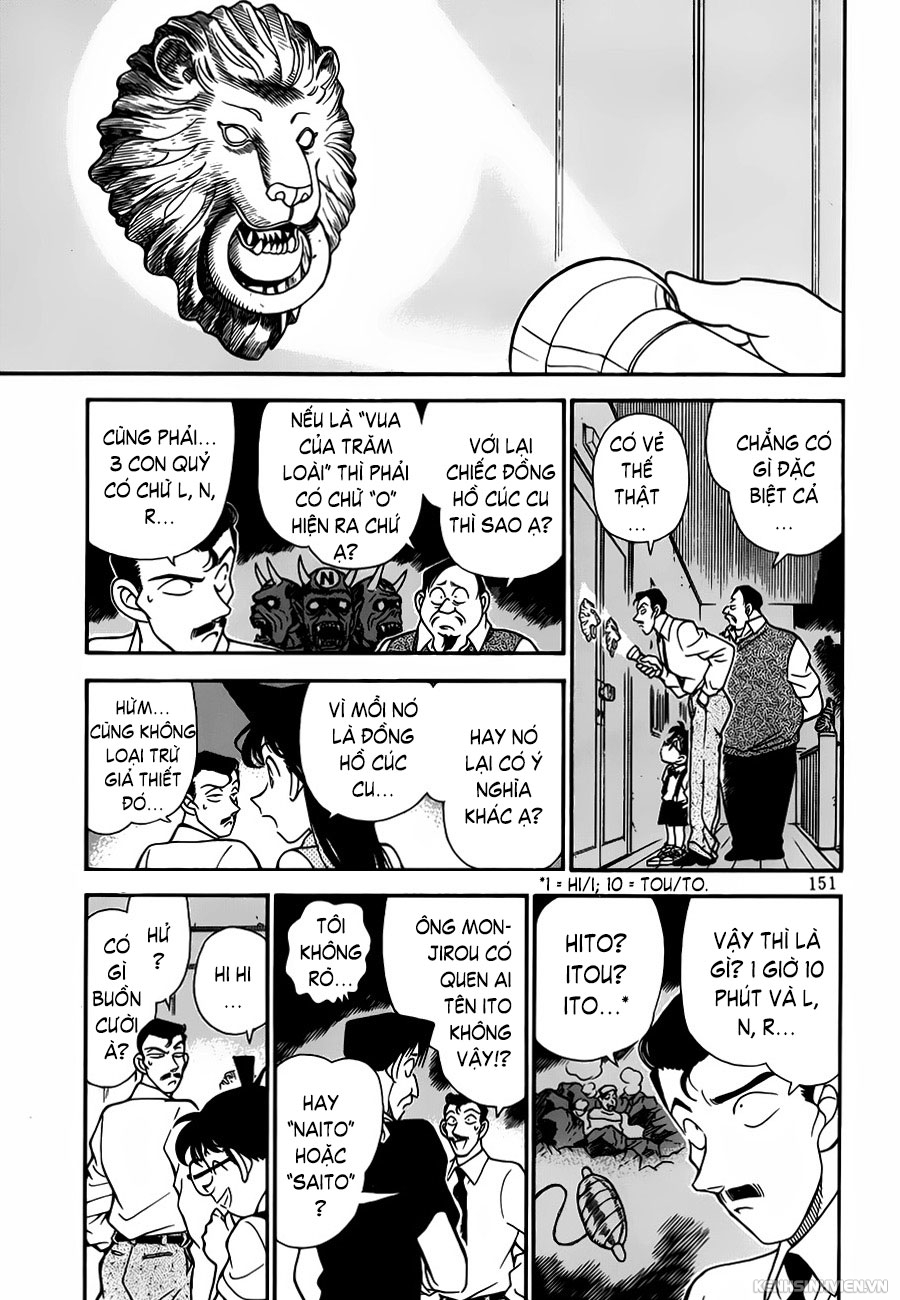 CHẲNG CÓ
GÌ ĐẶC
BIỆT CẢ
...
CÓ VẺ
THẾ
THẬT
...
VỚI LẠI
CHIẾC ĐỒNG
HỒ CÚC CU
THÌ SAO Ạ?
NẾU LÀ "VUA
CỦA TRĂM
LOÀI" THÌ PHẢI
CÓ CHỮ "O"
HIỆN RA CHỨ
Ạ?
N
CŨNG PHẢI...
3 CON QUỶ
CÓ CHỮ L, N,
R...
HAY NÓ
LẠI CÓ Ý
NGHĨA
KHÁC Ạ?
VÌ MỖI NÓ
LÀ ĐỒNG
HỒ CÚC
CU...
HỪM...
CŨNG KHÔNG
LOẠI TRỪ
GIẢ THIẾT
ĐÓ...
*1 = HI/I; 10 = TOU/TO.
151
VẬY THÌ LÀ
GÌ? 1 GIỜ 10
PHÚT VÀ L,
N, R...
HITO?
ITOU?
ITO...*
ÔNG MON-
JIROU CÓ
QUEN AI
TÊN ITO
KHÔNG
VẬY!?
TÔI
KHÔNG
RÕ...
HAY
"NAITO"
HOẶC
"SAITO"
?
HI HI
...
HỬ
?
CÓ
GÌ
BUỒN
CƯỜI
À?
KENHSINHVIEN.VN